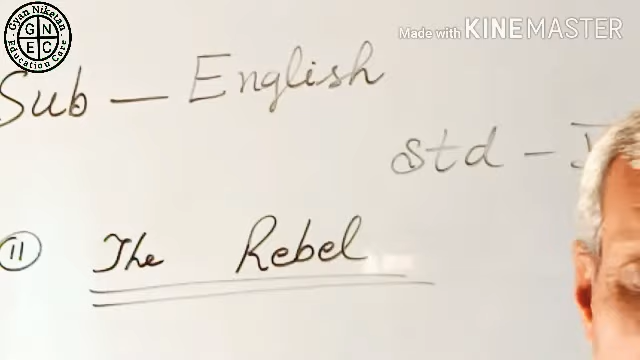 Gyan Niketan
G N
E C
Education Care
Made with KINEMASTER
Sub — English
std -
11 The Rebel